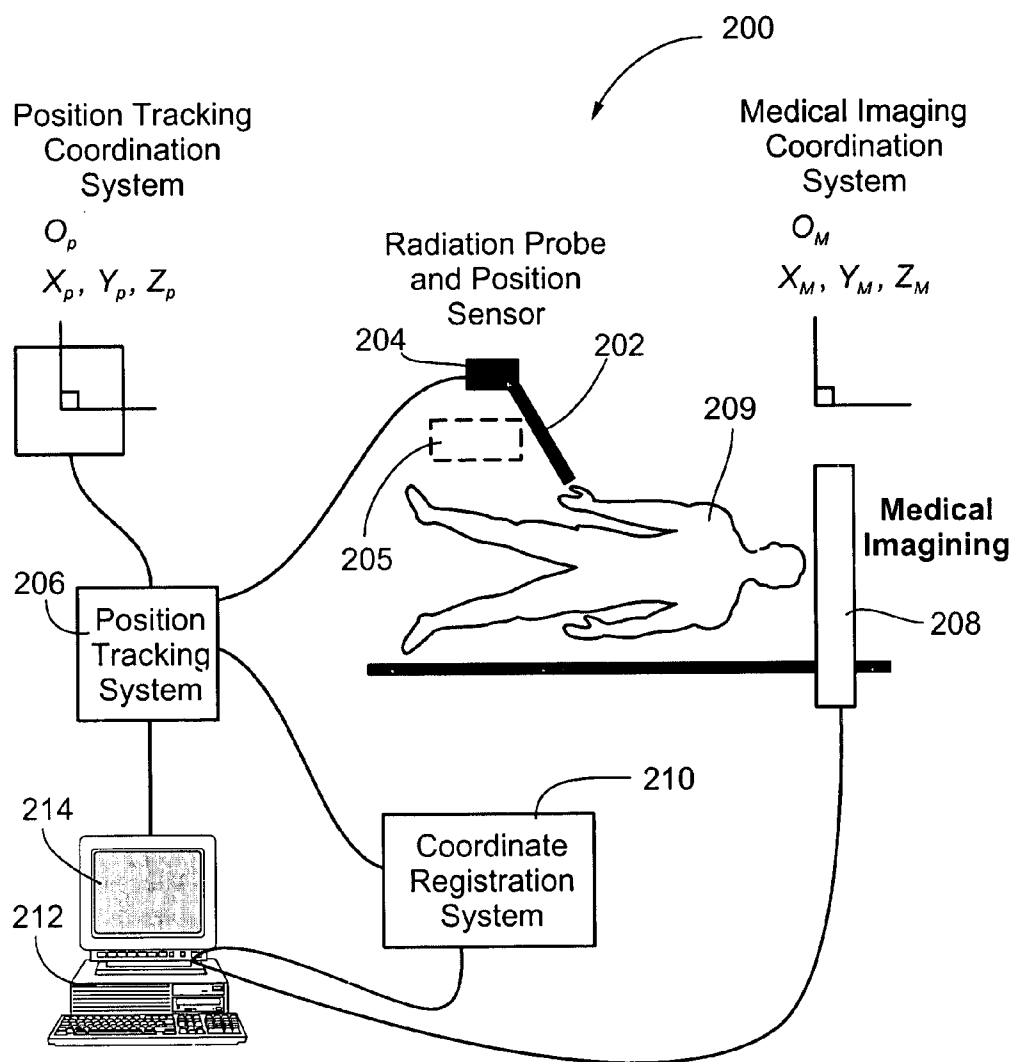 200
Position Tracking
Coordination
System
O_p
X_p, Y_p, Z_p
Medical Imaging
Coordination
System
O_M
X_M, Y_M, Z_M
Radiation Probe
and Position
Sensor
204
202
209
205
Medical
Imagining
208
206
Position
Tracking
System
210
Coordinate
Registration
System
214
212